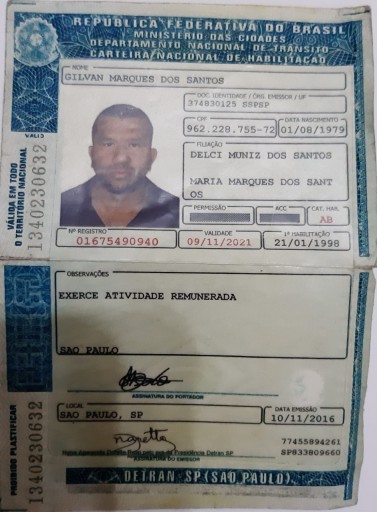 REPÚBLICA FEDERATIVA DO BRASIL
MINISTÉRIO DAS CIDADES
DEPARTAMENTO NACIONAL DE TRÂNSITO
CARTEIRA NACIONAL DE HABILITAÇÃO
NOME
GILVAN MARQUES DOS SANTOS
DOC. IDENTIDADE / ÓRG. EMISSOR / UF
374830125 SSPSP
CPF
DATA NASCIMENTO
962.228.755-72
01/08/1979
FILIAÇÃO
DELCI MUNIZ DOS SANTOS
MARIA MARQUES DOS SANT
OS
PERMISSÃO
ACC
CAT. HAB.
AB
Nº REGISTRO
VALIDADE
1ª HABILITAÇÃO
01675490940
09/11/2021
21/01/1998
VÁLIDA EM TODO
O TERRITÓRIO NACIONAL
1340230632
OBSERVAÇÕES
EXERCE ATIVIDADE REMUNERADA
SAO PAULO
ASSINATURA DO PORTADOR
LOCAL
DATA EMISSÃO
SAO PAULO, SP
10/11/2016
77455894261
SP833809660
ASSINATURA DO EMISSOR
DETRAN SP (SAO PAULO)
PROIBIDO PLASTIFICAR
1340230632